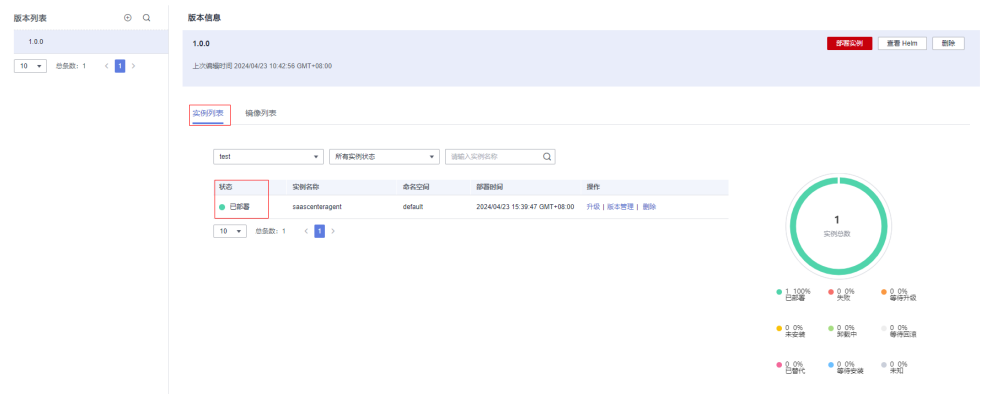 版本列表
1.0.0
10 总条数: 1 < 1 >
版本信息
1.0.0
部署实例 查看 Helm 删除
上次编辑时间 2024/04/23 10:42:56 GMT+08:00
实例列表 镜像列表
test 所有实例状态 请输入实例名称
状态 实例名称 命名空间 部署时间 操作
已部署 saascenteragent default 2024/04/23 15:39:47 GMT+08:00 升级 | 版本管理 | 删除
10 总条数: 1 < 1 >
1
实例总数
1 100% 已部署
0 0% 失败
0 0% 等待升级
0 0% 未安装
0 0% 卸载中
0 0% 等待回滚
0 0% 已替代
0 0% 等待安装
0 0% 未知